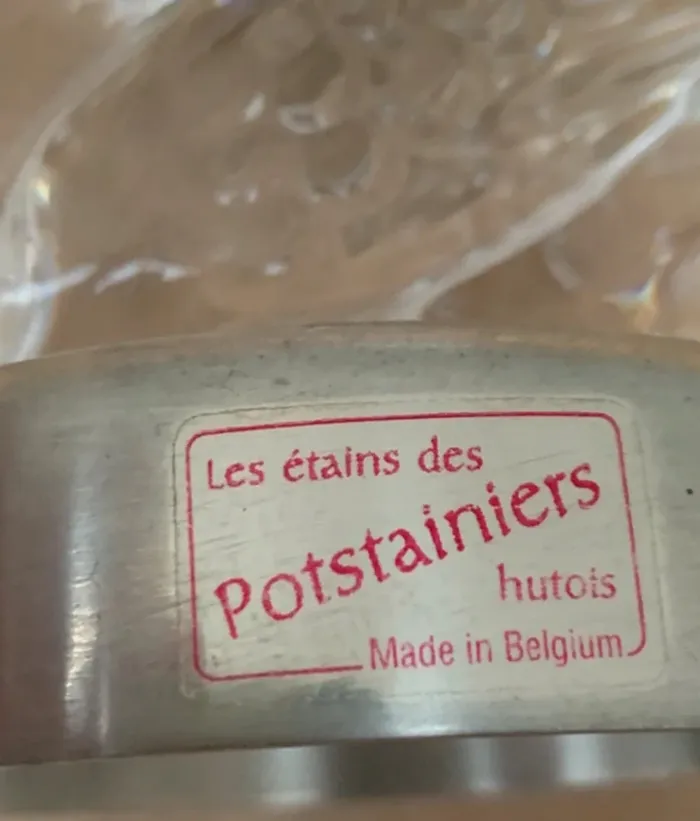 Les étains des
Potstainiers
hutois
Made in Belgium